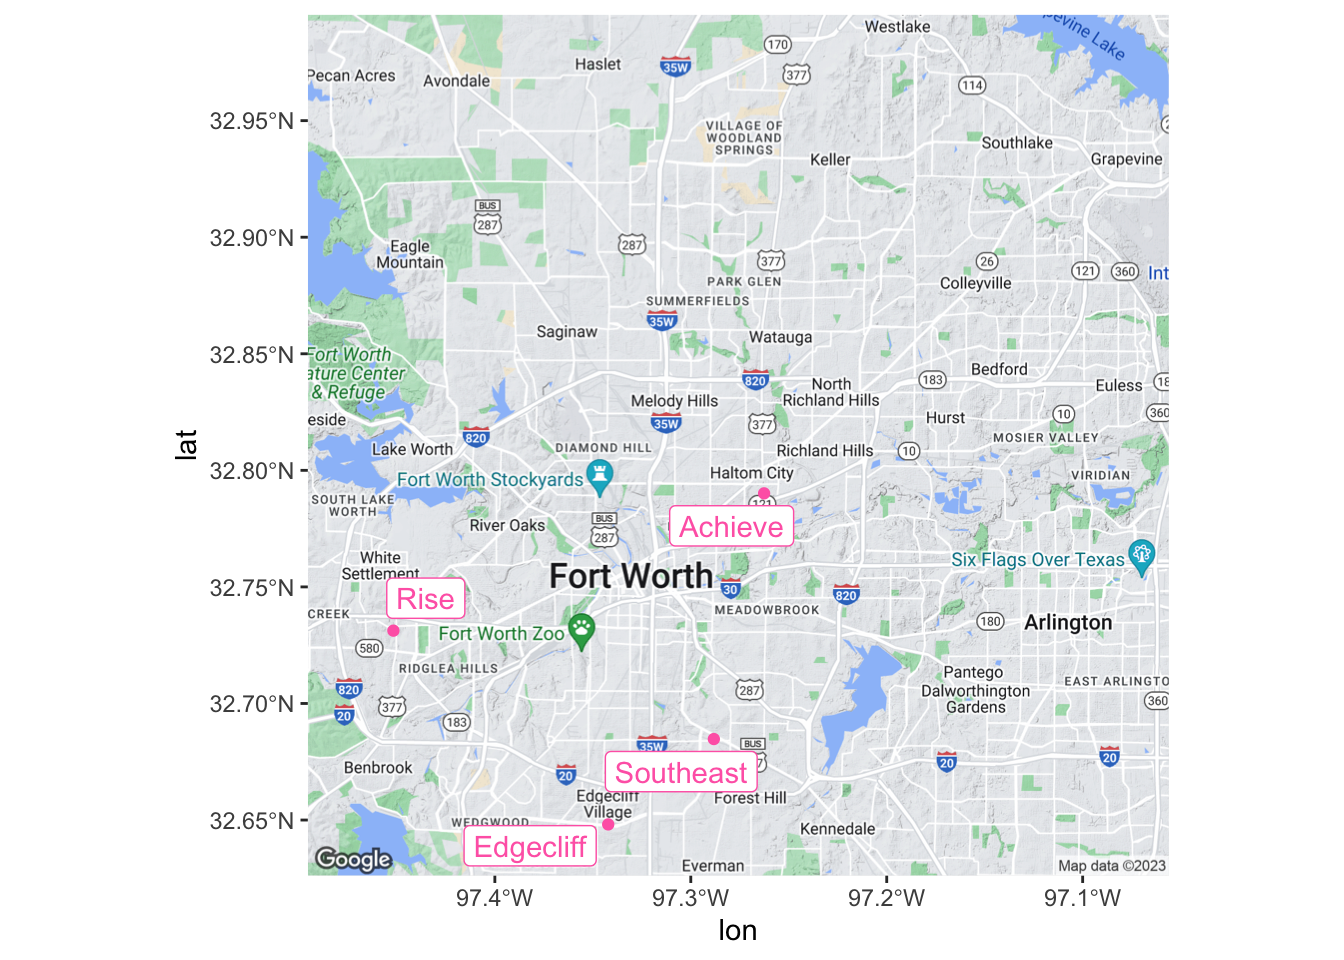 Westlake
Grapevine Lake
170
35W
377
Haslet
Pecan Acres
Avondale
114
32.95°N
VILLAGE OF
WOODLAND
SPRINGS
Southlake
Keller
Grapevine
BUS
287
32.90°N
287
Eagle
Mountain
377
26
121
360
Int
PARK GLEN
Colleyville
SUMMERFIELDS
35W
Saginaw
Watauga
32.85°N
Fort Worth
ature Center
& Refuge
820
183
Bedford
North
Richland Hills
Euless
18
Melody Hills
eside
35W
377
Hurst
10
360
820
Lake Worth
DIAMOND HILL
MOSIER VALLEY
Richland Hills
10
lat
32.80°N
Fort Worth Stockyards
Haltom City
VIRIDIAN
SOUTH LAKE
WORTH
121
River Oaks
BUS
287
Achieve
White
Settlement
Six Flags Over Texas
32.75°N
Fort Worth
30
820
Rise
CREEK
MEADOWBROOK
180
Arlington
Fort Worth Zoo
580
RIDGLEA HILLS
Pantego
Dalworthington
Gardens
EAST ARLINGTO
820
287
360
32.70°N
377
20
183
35W
BUS
20
20
Benbrook
20
Southeast
Edgecliff
Village
Forest Hill
32.65°N
WEDGWOOD
Kennedale
Edgecliff
Google
Everman
Map data ©2023
97.4°W
97.3°W
97.2°W
97.1°W
lon